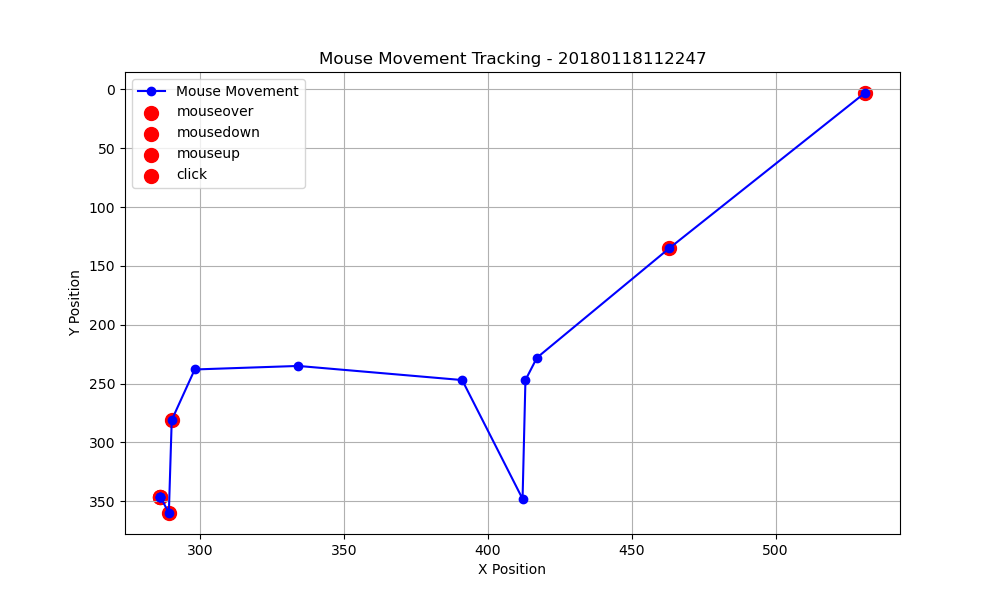 Mouse Movement Tracking - 20180118112247
Mouse Movement
mouseover
mousedown
mouseup
click
0
50
100
150
200
250
300
350
Y Position
300 350 400 450 500
X Position